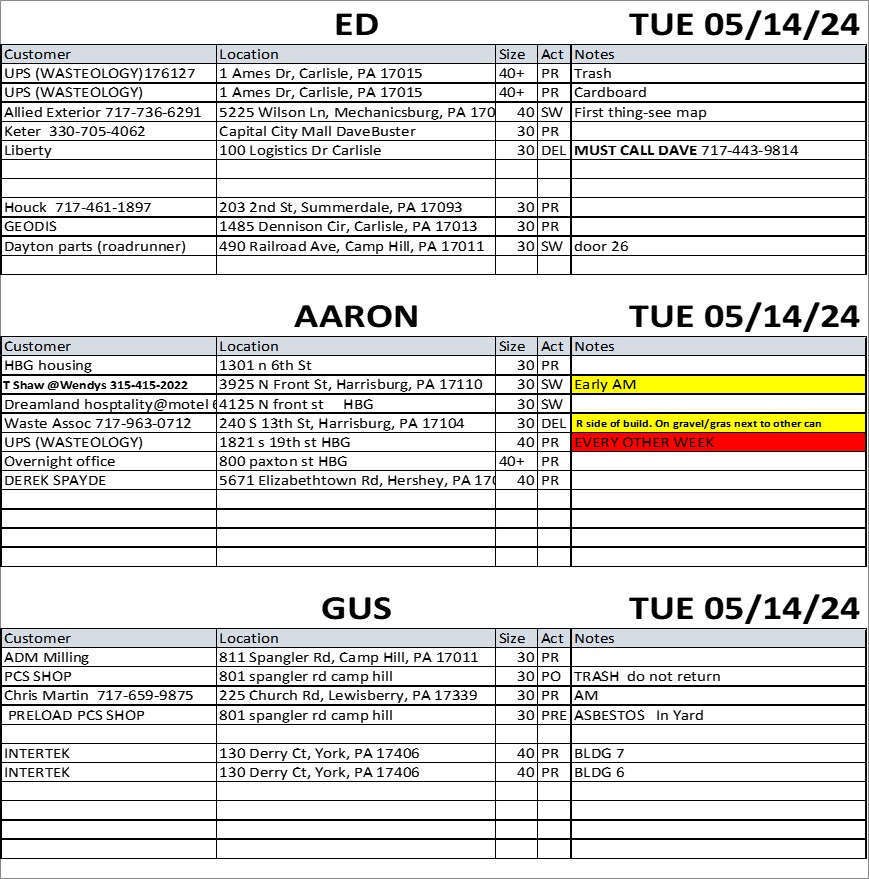 ED TUE 05/14/24
Customer Location Size Act Notes
UPS (WASTEOLOGY)176127 1 Ames Dr, Carlisle, PA 17015 40+ PR Trash
UPS (WASTEOLOGY) 1 Ames Dr, Carlisle, PA 17015 40+ PR Cardboard
Allied Exterior 717-736-6291 5225 Wilson Ln, Mechanicsburg, PA 170 40 SW First thing-see map
Keter 330-705-4062 Capital City Mall DaveBuster 30 PR
Liberty 100 Logistics Dr Carlisle 30 DEL MUST CALL DAVE 717-443-9814
Houck 717-461-1897 203 2nd St, Summerdale, PA 17093 30 PR
GEODIS 1485 Dennison Cir, Carlisle, PA 17013 30 PR
Dayton parts (roadrunner) 490 Railroad Ave, Camp Hill, PA 17011 30 SW door 26
AARON TUE 05/14/24
Customer Location Size Act Notes
HBG housing 1301 n 6th St 30 PR
T Shaw @Wendys 315-415-2022 3925 N Front St, Harrisburg, PA 17110 30 SW Early AM
Dreamland hosptality@motel 6 4125 N front st HBG 30 SW
Waste Assoc 717-963-0712 240 S 13th St, Harrisburg, PA 17104 30 DEL R side of build. On gravel/gras next to other can
UPS (WASTEOLOGY) 1821 s 19th st HBG 40 PR EVERY OTHER WEEK
Overnight office 800 paxton st HBG 40+ PR
DEREK SPAYDE 5671 Elizabethtown Rd, Hershey, PA 170 40 PR
GUS TUE 05/14/24
Customer Location Size Act Notes
ADM Milling 811 Spangler Rd, Camp Hill, PA 17011 30 PR
PCS SHOP 801 spangler rd camp hill 30 PO TRASH do not return
Chris Martin 717-659-9875 225 Church Rd, Lewisberry, PA 17339 30 PR AM
PRELOAD PCS SHOP 801 spangler rd camp hill 30 PRE ASBESTOS In Yard
INTERTEK 130 Derry Ct, York, PA 17406 40 PR BLDG 7
INTERTEK 130 Derry Ct, York, PA 17406 40 PR BLDG 6